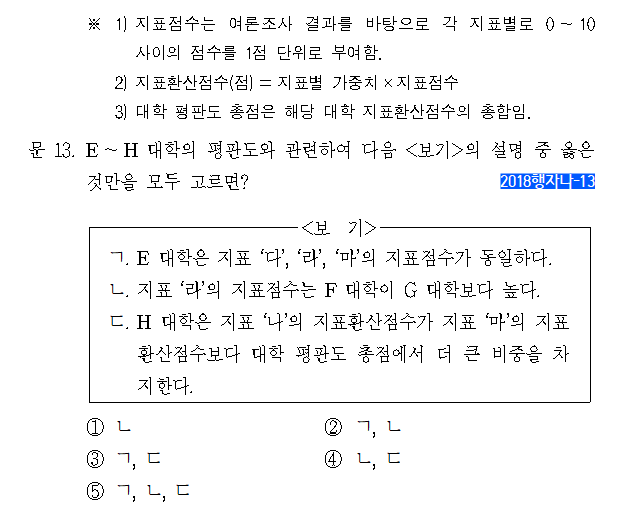 ※ 1) 지표점수는 여론조사 결과를 바탕으로 각 지표별로 0 ~ 10
사이의 점수를 1점 단위로 부여함.
2) 지표환산점수(점) = 지표별 가중치 × 지표점수
3) 대학 평판도 총점은 해당 대학 지표환산점수의 총합임.
문 13. E ~ H 대학의 평판도와 관련하여 다음 <보기>의 설명 중 옳은
것만을 모두 고르면?
2018행자나-13
<보 기>
ㄱ. E 대학은 지표 ‘다’, ‘라’, ‘마’의 지표점수가 동일하다.
ㄴ. 지표 ‘라’의 지표점수는 F 대학이 G 대학보다 높다.
ㄷ. H 대학은 지표 ‘나’의 지표환산점수가 지표 ‘마’의 지표
환산점수보다 대학 평판도 총점에서 더 큰 비중을 차
지한다.
① ㄴ
② ㄱ, ㄴ
③ ㄱ, ㄷ
④ ㄴ, ㄷ
⑤ ㄱ, ㄴ, ㄷ